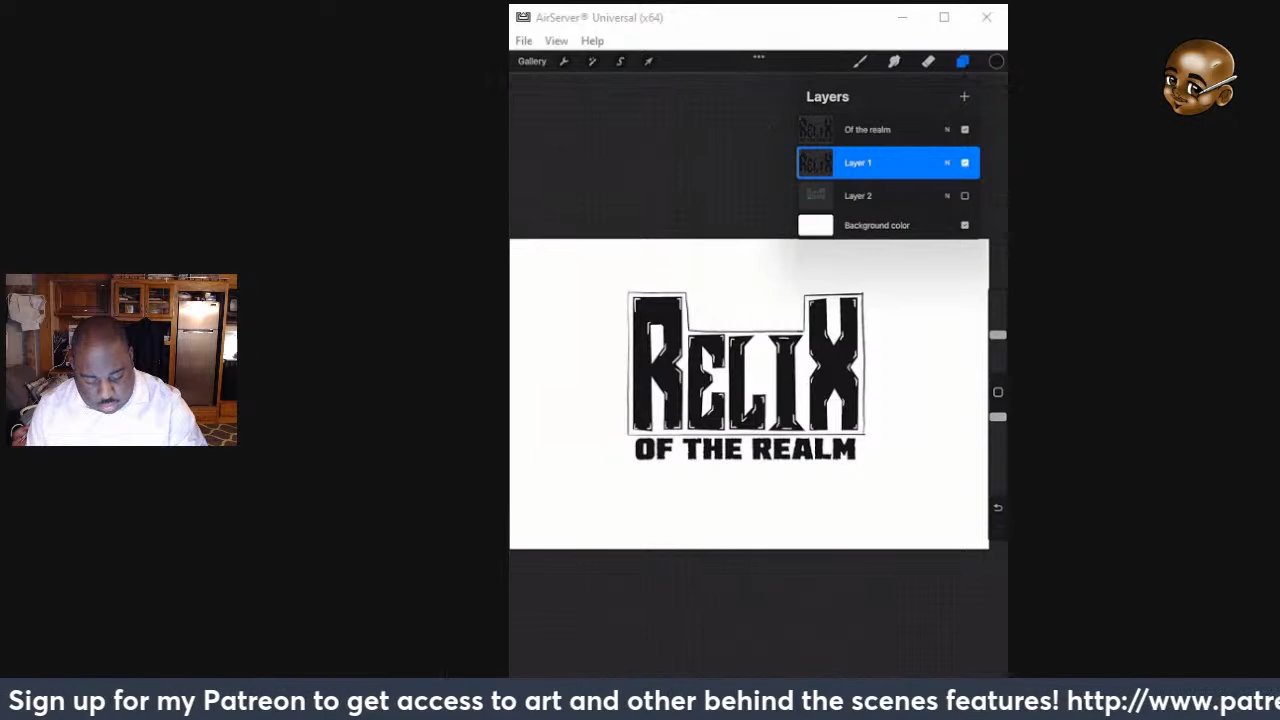 AirServer® Universal (x64)
File View Help
Gallery
Layers
Of the realm N
Layer 1 N
Layer 2 N
Background color
RELIX
OF THE REALM
Sign up for my Patreon to get access to art and other behind the scenes features! http://www.patre